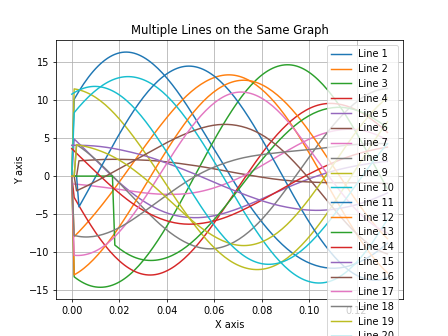 Multiple Lines on the Same Graph
Y axis
15
10
5
0
−5
−10
−15
0.00
0.02
0.04
0.06
0.08
0.10
X axis
Line 1
Line 2
Line 3
Line 4
Line 5
Line 6
Line 7
Line 8
Line 9
Line 10
Line 11
Line 12
Line 13
Line 14
Line 15
Line 16
Line 17
Line 18
Line 19
Line 20